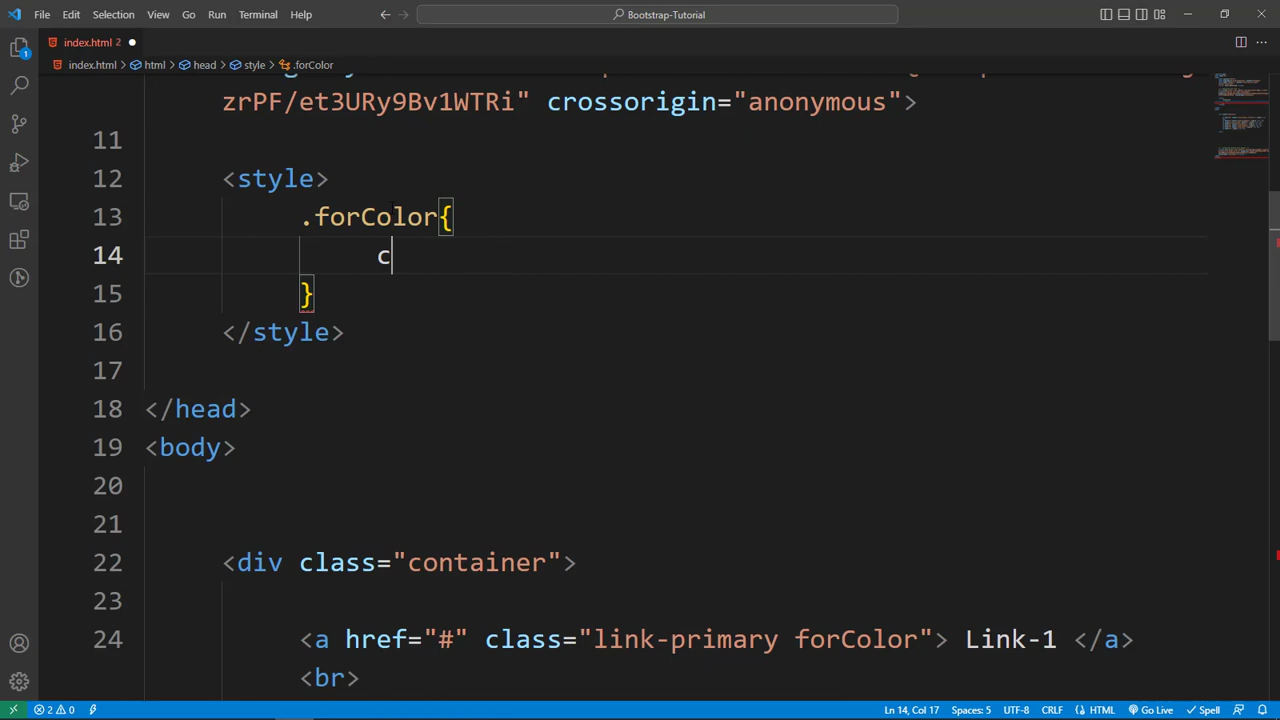 File Edit Selection View Go Run Terminal Help Bootstrap-Tutorial
index.html 2
index.html > html > head > style > .forColor
zrPF/et3URy9Bv1WTRi" crossorigin="anonymous">
11
12 <style>
13 .forColor{
14 c
15 }
16 </style>
17
18 </head>
19 <body>
20
21
22 <div class="container">
23
24 <a href="#" class="link-primary forColor"> Link-1 </a>
<br>
1
2 0 Ln 14, Col 17 Spaces: 5 UTF-8 CRLF HTML Go Live Spell